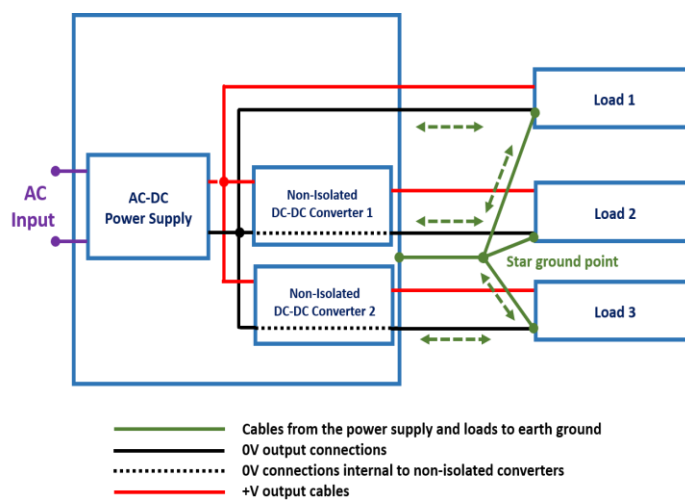 Load 1
AC
Input
AC-DC
Power Supply
Non-Isolated
DC-DC Converter 1
Load 2
Star ground point
Non-Isolated
DC-DC Converter 2
Load 3
Cables from the power supply and loads to earth ground
0V output connections
0V connections internal to non-isolated converters
+V output cables